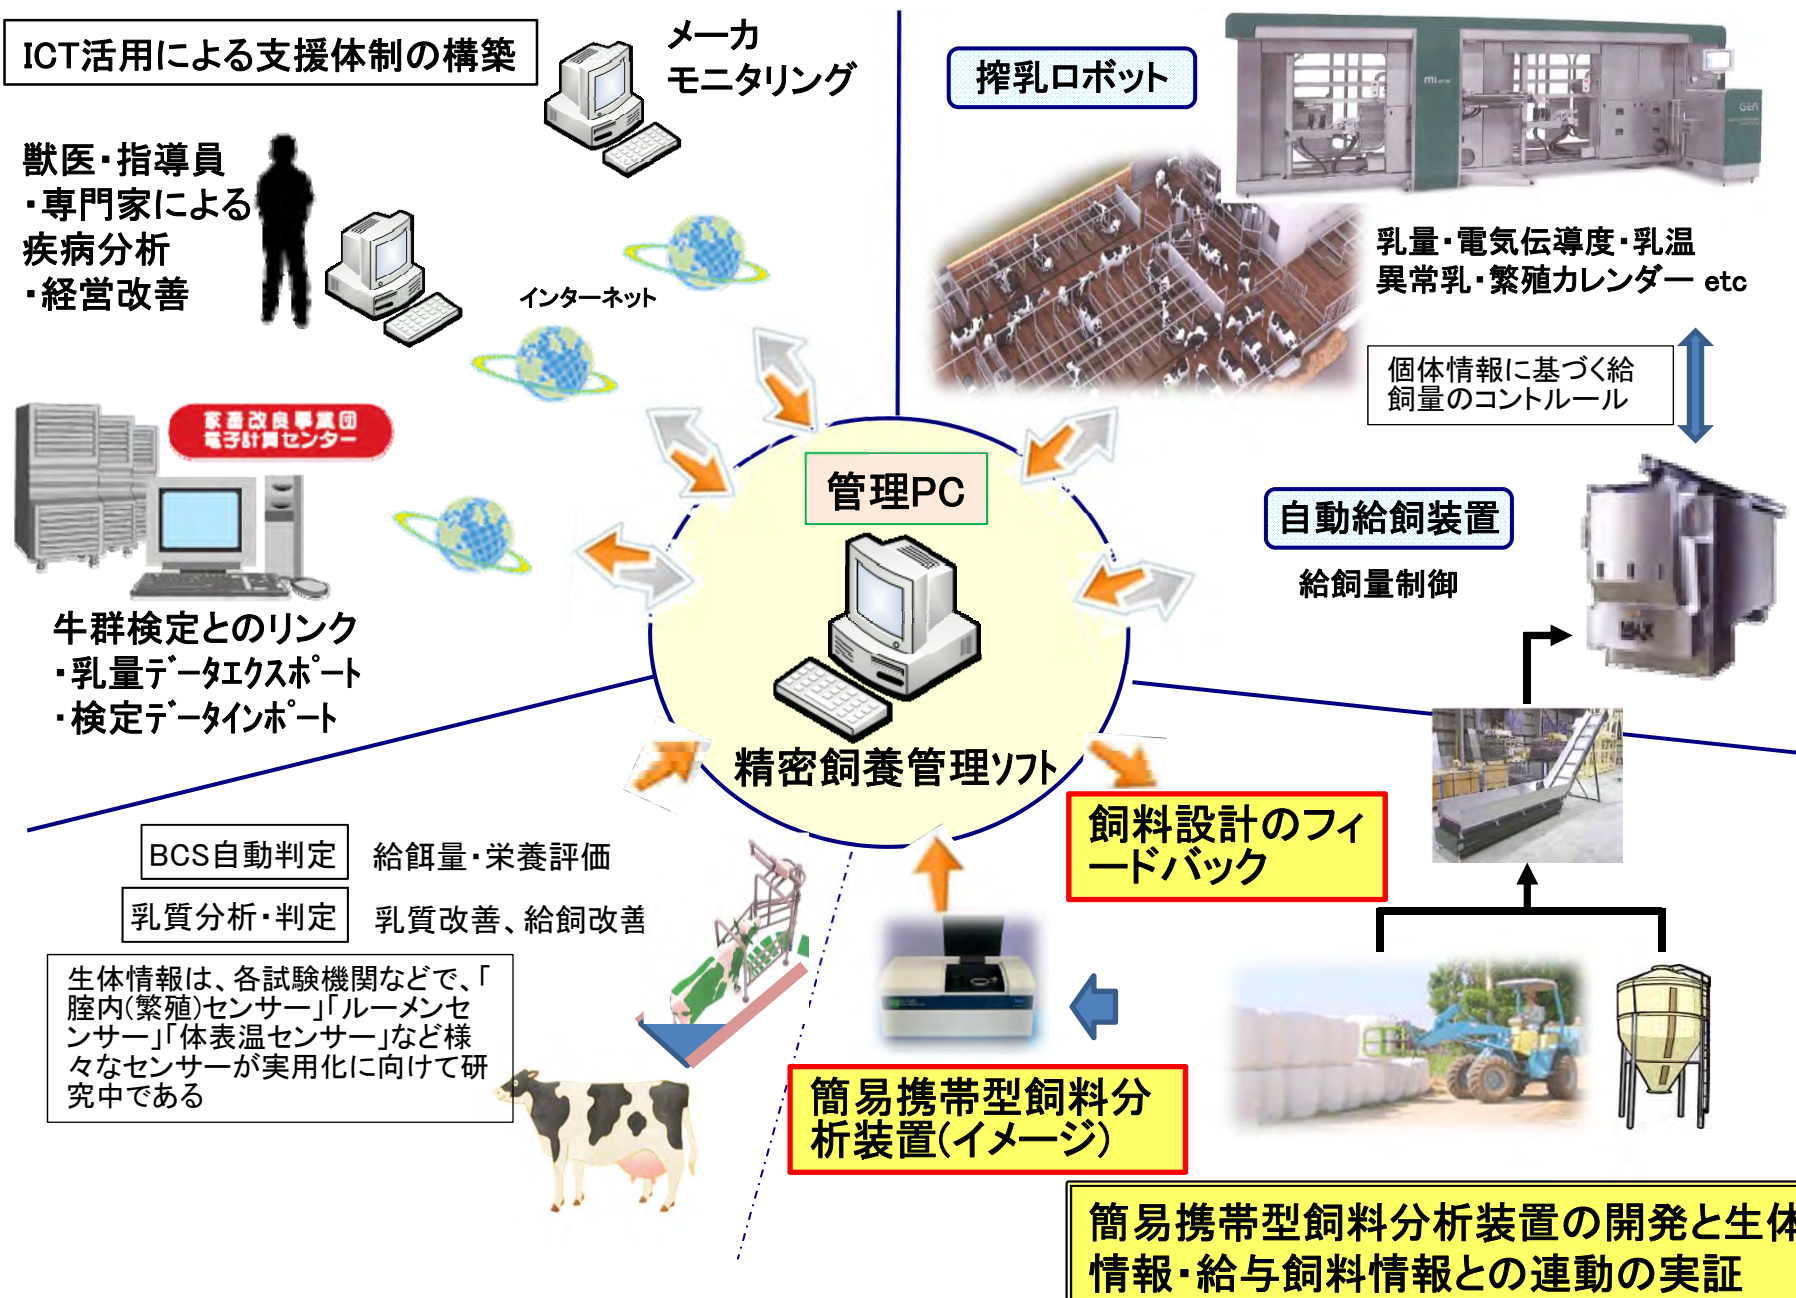 ICT活用による支援体制の構築
メーカ
モニタリング
獣医・指導員
・専門家による
疾病分析
・経営改善
インターネット
家畜改良事業団
電子計算センター
牛群検定とのリンク
・乳量データエクスポート
・検定データインポート
搾乳ロボット
GEA
乳量・電気伝導度・乳温
異常乳・繁殖カレンダー etc
個体情報に基づく給
飼量のコントルール
自動給飼装置
給飼量制御
管理PC
精密飼養管理ソフト
飼料設計のフィ
ードバック
BCS自動判定
給餌量・栄養評価
乳質分析・判定
乳質改善、給飼改善
生体情報は、各試験機関などで、「
腟内(繁殖)センサー」「ルーメンセ
ンサー」「体表温センサー」など様
々なセンサーが実用化に向けて研
究中である
簡易携帯型飼料分
析装置(イメージ)
簡易携帯型飼料分析装置の開発と生体
情報・給与飼料情報との連動の実証